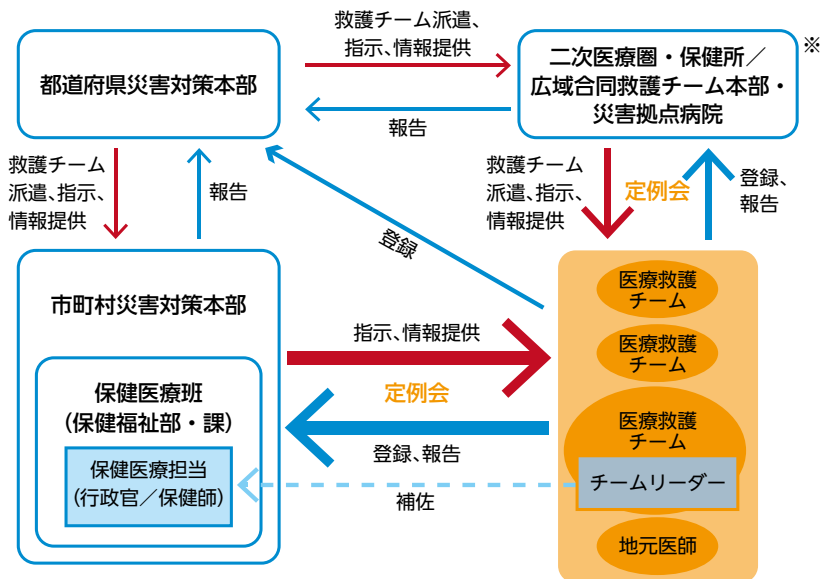 都道府県災害対策本部
救護チーム派遣、
指示、情報提供
報告
二次医療圏・保健所／
広域合同救護チーム本部・
災害拠点病院
※
救護チーム
派遣、指示、
情報提供
報告
登録
救護チーム
派遣、指示、
情報提供
定例会
登録、
報告
市町村災害対策本部
保健医療班
(保健福祉部・課)
保健医療担当
(行政官／保健師)
指示、情報提供
定例会
登録、報告
補佐
医療救護
チーム
医療救護
チーム
医療救護
チーム
チームリーダー
地元医師